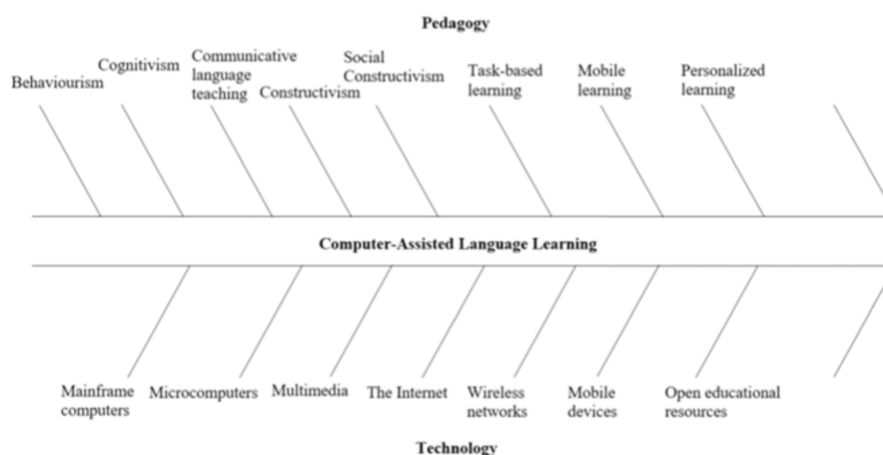 Pedagogy
Behaviourism
Cognitivism
Communicative
language
teaching
Constructivism
Social
Constructivism
Task-based
learning
Mobile
learning
Personalized
learning
Computer-Assisted Language Learning
Mainframe
computers
Microcomputers
Multimedia
The Internet
Wireless
networks
Mobile
devices
Open educational
resources
Technology